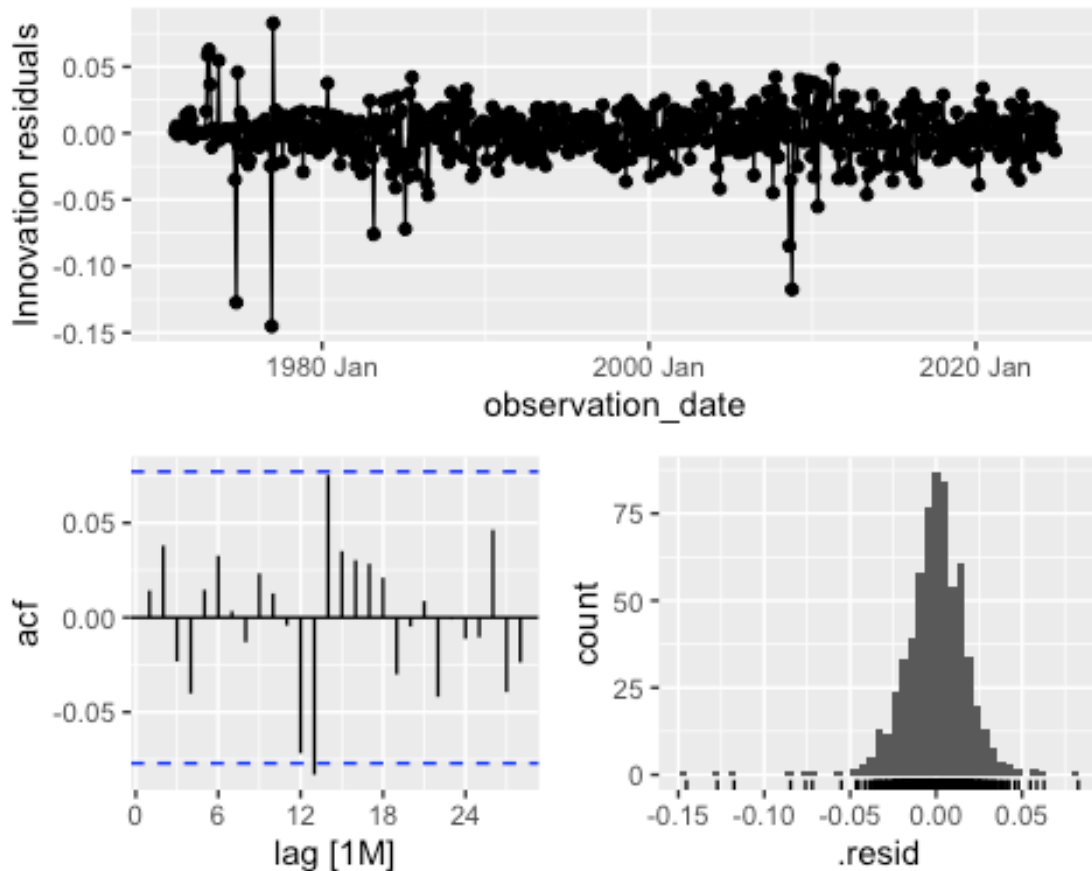 Innovation residuals
0.05
0.00
-0.05
-0.10
-0.15
1980 Jan
2000 Jan
2020 Jan
observation_date
acf
0.05
0.00
-0.05
0
6
12
18
24
lag [1M]
count
75
50
25
0
-0.15
-0.10
-0.05
0.00
0.05
.resid